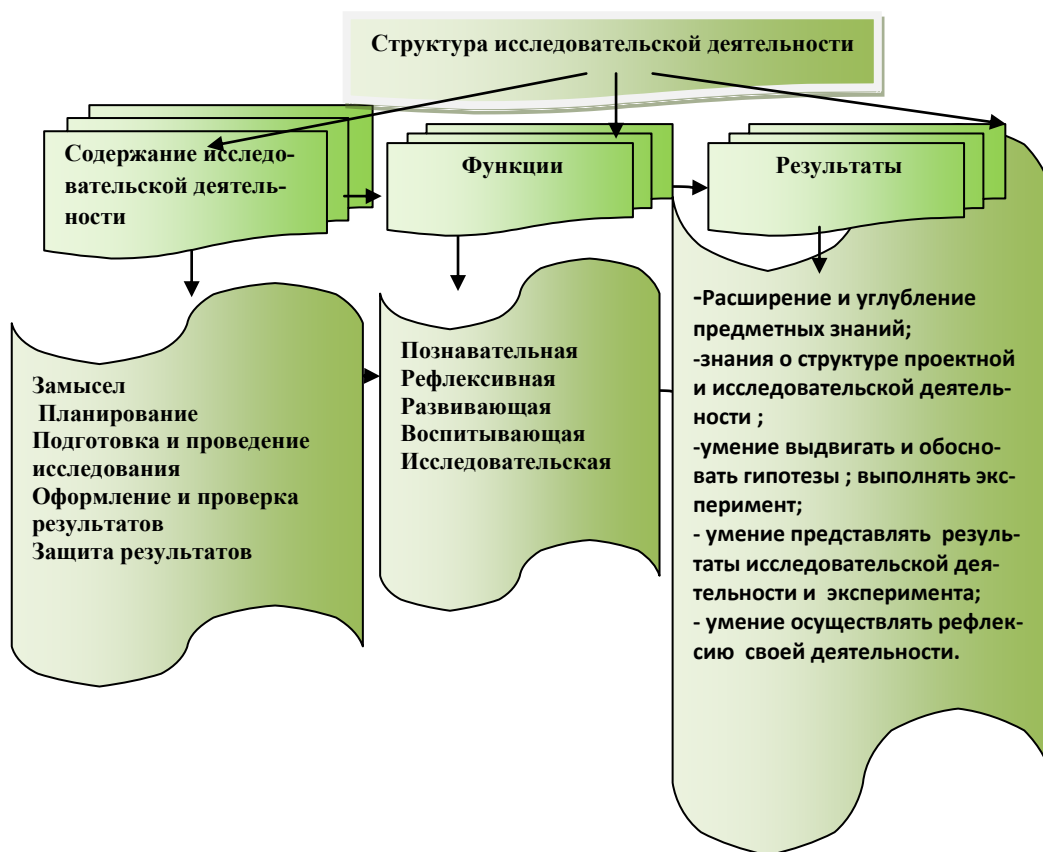 Структура исследовательской деятельности
Содержание исследо-
вательской деятель-
ности
Функции
Результаты
Замысел
Планирование
Подготовка и проведение
исследования
Оформление и проверка
результатов
Защита результатов
Познавательная
Рефлексивная
Развивающая
Воспитывающая
Исследовательская
-Расширение и углубление
предметных знаний;
-знания о структуре проектной
и исследовательской деятель-
ности ;
-умение выдвигать и обосно-
вать гипотезы ; выполнять экс-
перимент;
- умение представлять резуль-
таты исследовательской дея-
тельности и эксперимента;
- умение осуществлять рефлек-
сию своей деятельности.